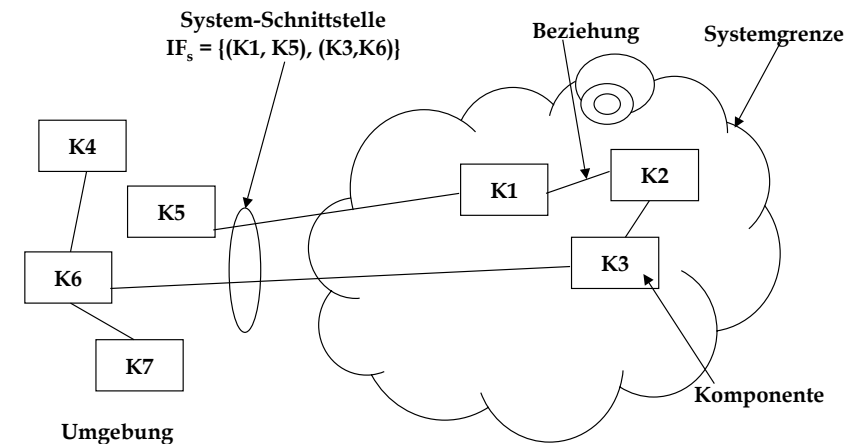 System-Schnittstelle
IFs = {(K1, K5), (K3,K6)}
Beziehung
Systemgrenze
K4
K5
K1
K2
K6
K3
K7
Komponente
Umgebung